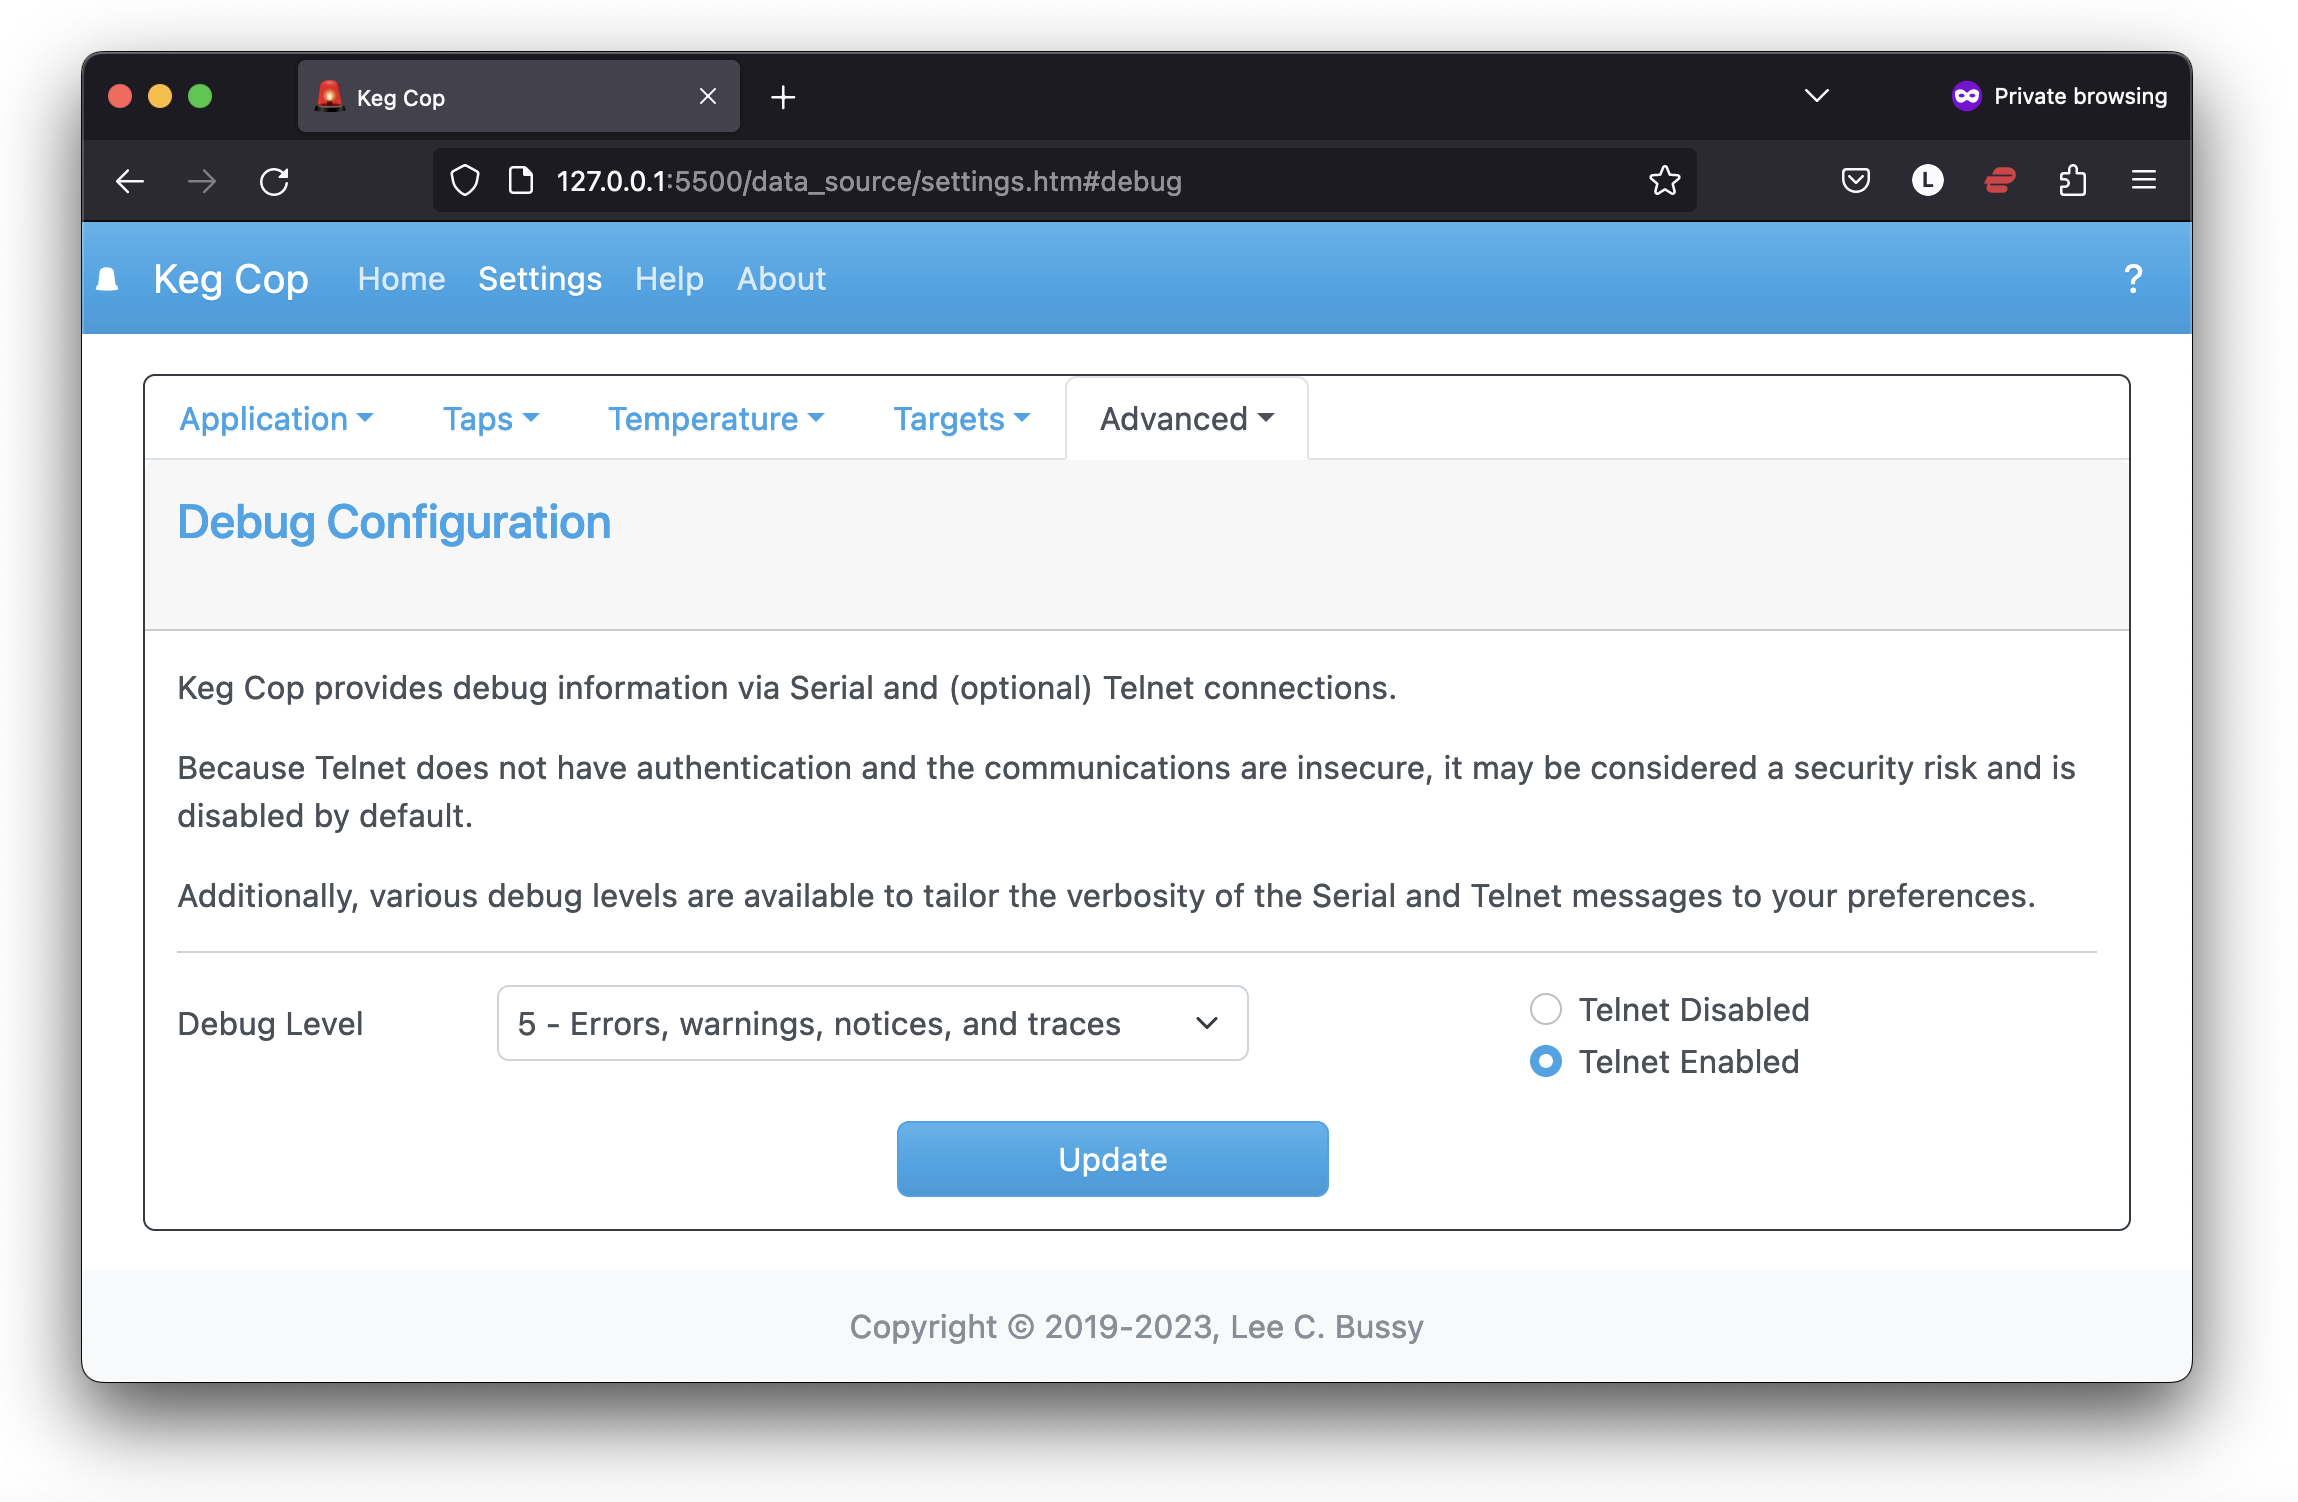 Keg Cop
Private browsing
127.0.0.1:5500/data_source/settings.htm#debug
L
Keg Cop Home Settings Help About ?
Application Taps Temperature Targets Advanced
Debug Configuration
Keg Cop provides debug information via Serial and (optional) Telnet connections.
Because Telnet does not have authentication and the communications are insecure, it may be considered a security risk and is
disabled by default.
Additionally, various debug levels are available to tailor the verbosity of the Serial and Telnet messages to your preferences.
Debug Level 5 - Errors, warnings, notices, and traces
Telnet Disabled
Telnet Enabled
Update
Copyright © 2019-2023, Lee C. Bussy